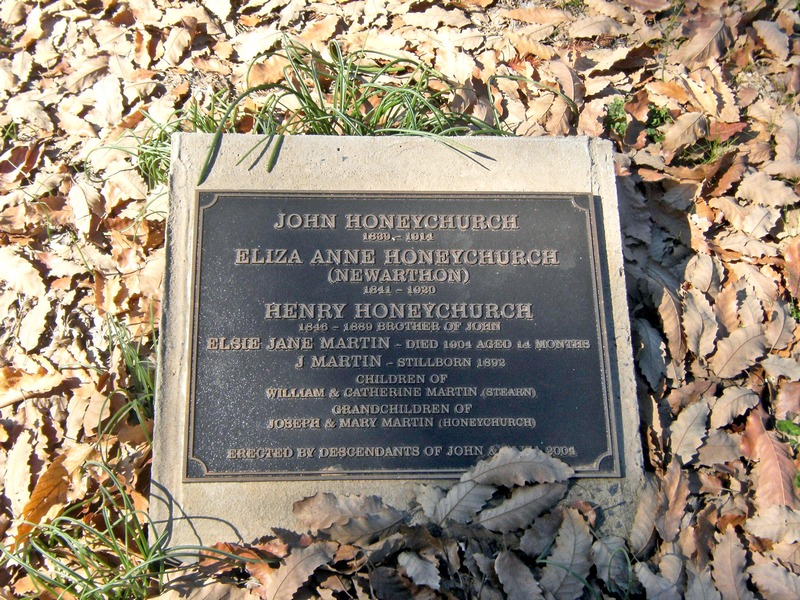 JOHN HONEYCHURCH
1839 - 1914
ELIZA ANNE HONEYCHURCH
(NEWARTHON)
1841 - 1920
HENRY HONEYCHURCH
1846 - 1889 BROTHER OF JOHN
ELSIE JANE MARTIN - DIED 1904 AGED 14 MONTHS
J MARTIN - STILLBORN 1892
CHILDREN OF
WILLIAM & CATHERINE MARTIN (STEARN)
GRANDCHILDREN OF
JOSEPH & MARY MARTIN (HONEYCHURCH)
ERECTED BY DESCENDANTS OF JOHN & 2004